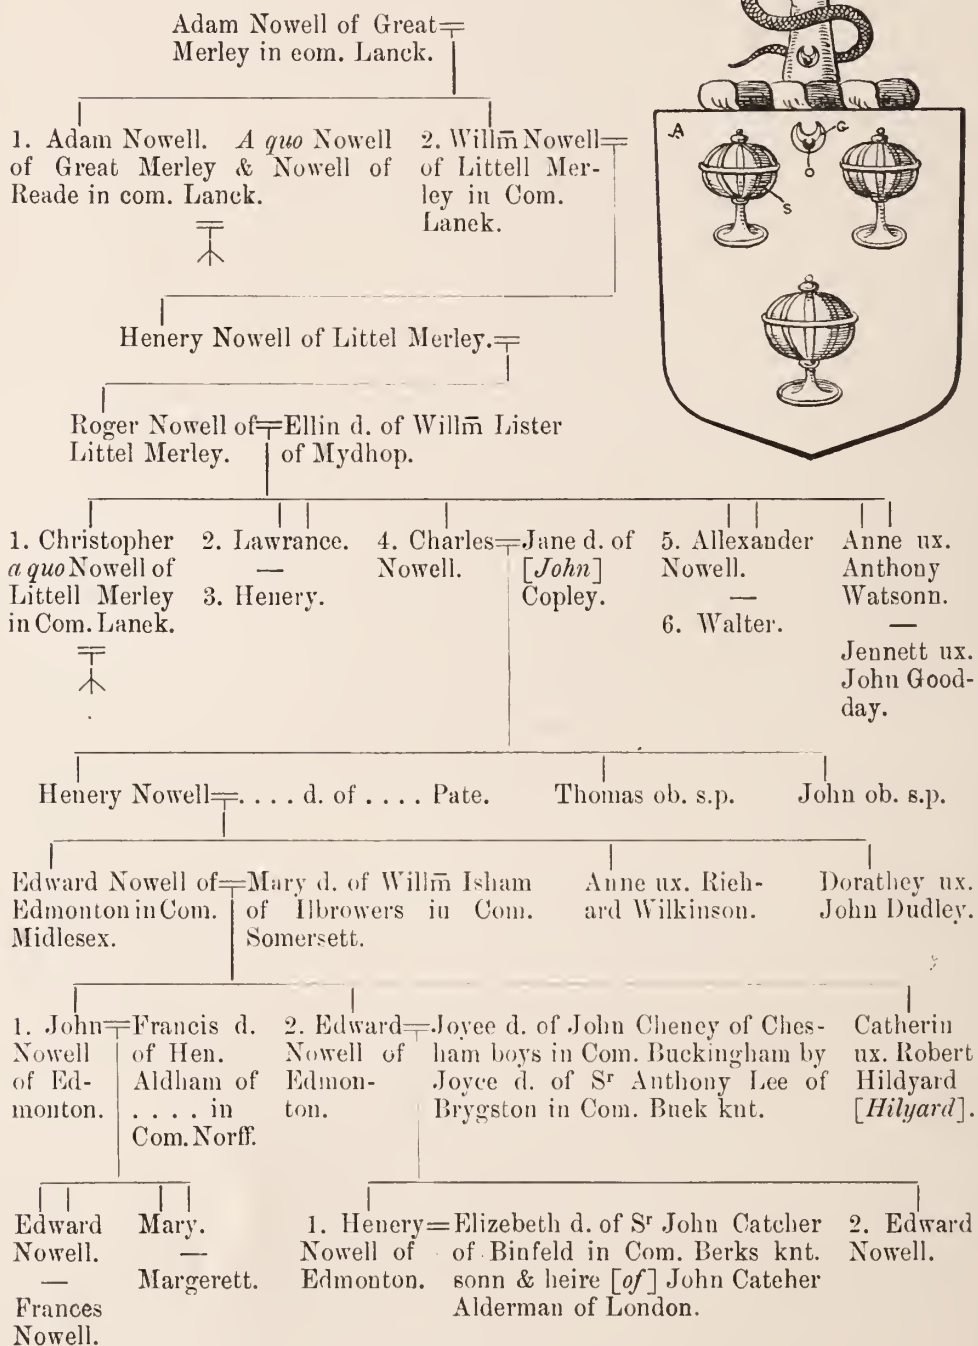 Adam Nowell of Great
Merley in com. Lanck.
A
G
O
S
1. Adam Nowell. A quo Nowell
of Great Merley & Nowell of
Reade in com. Lanck.
2. Willm̄ Nowell
of Littell Mer-
ley in Com.
Lanck.
Henery Nowell of Littel Merley.
Roger Nowell of
Littel Merley.
Ellin d. of Willm̄ Lister
of Mydhop.
1. Christopher
a quo Nowell of
Littell Merley
in Com. Lanck.
2. Lawrance.
—
3. Henery.
4. Charles
Nowell.
Jane d. of
[John]
Copley.
5. Allexander
Nowell.
—
6. Walter.
Anne ux.
Anthony
Watsonn.
—
Jennett ux.
John Good-
day.
Henery Nowell
. . . . d. of . . . . Pate.
Thomas ob. s.p.
John ob. s.p.
Edward Nowell of
Edmonton in Com.
Midlesex.
Mary d. of Willm̄ Isham
of Ilbrowers in Com.
Somersett.
Anne ux. Rich-
ard Wilkinson.
Dorathey ux.
John Dudley.
1. John
Nowell
of Ed-
monton.
Francis d.
of Hen.
Aldham of
. . . . in
Com. Norff.
2. Edward
Nowell of
Edmon-
ton.
Joyce d. of John Cheney of Ches-
ham boys in Com. Buckingham by
Joyce d. of Sʳ Anthony Lee of
Brygston in Com. Buck knt.
Catherin
ux. Robert
Hildyard
[Hilyard].
Edward
Nowell.
—
Frances
Nowell.
Mary.
—
Margerett.
1. Henery
Nowell of
Edmonton.
Elizebeth d. of Sʳ John Catcher
of Binfeld in Com. Berks knt.
sonn & heire [of] John Catcher
Alderman of London.
2. Edward
Nowell.